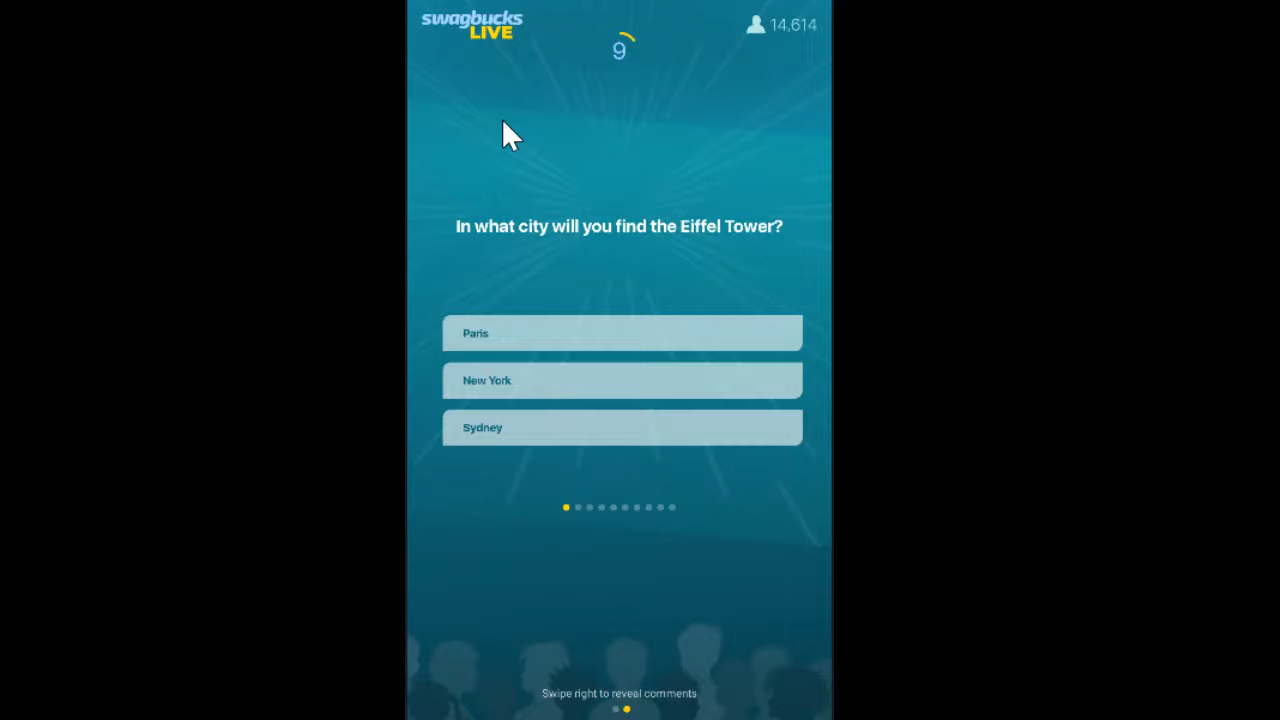 swagbucks
LIVE
9
14,614
In what city will you find the Eiffel Tower?
Paris
New York
Sydney
Swipe right to reveal comments